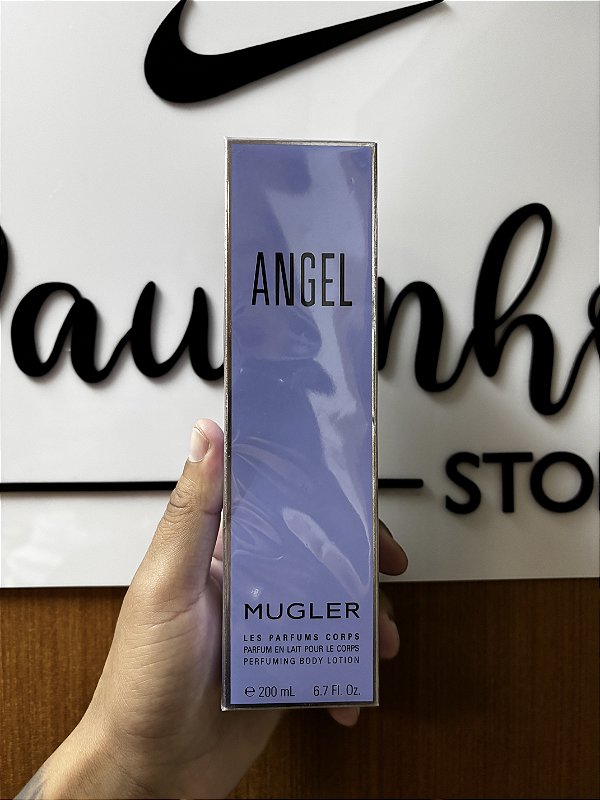 ANGEL
MUGLER
LES PARFUMS CORPS
PARFUM EN LAIT POUR LE CORPS
PERFUMING BODY LOTION
℮ 200 mL 6.7 Fl. Oz.